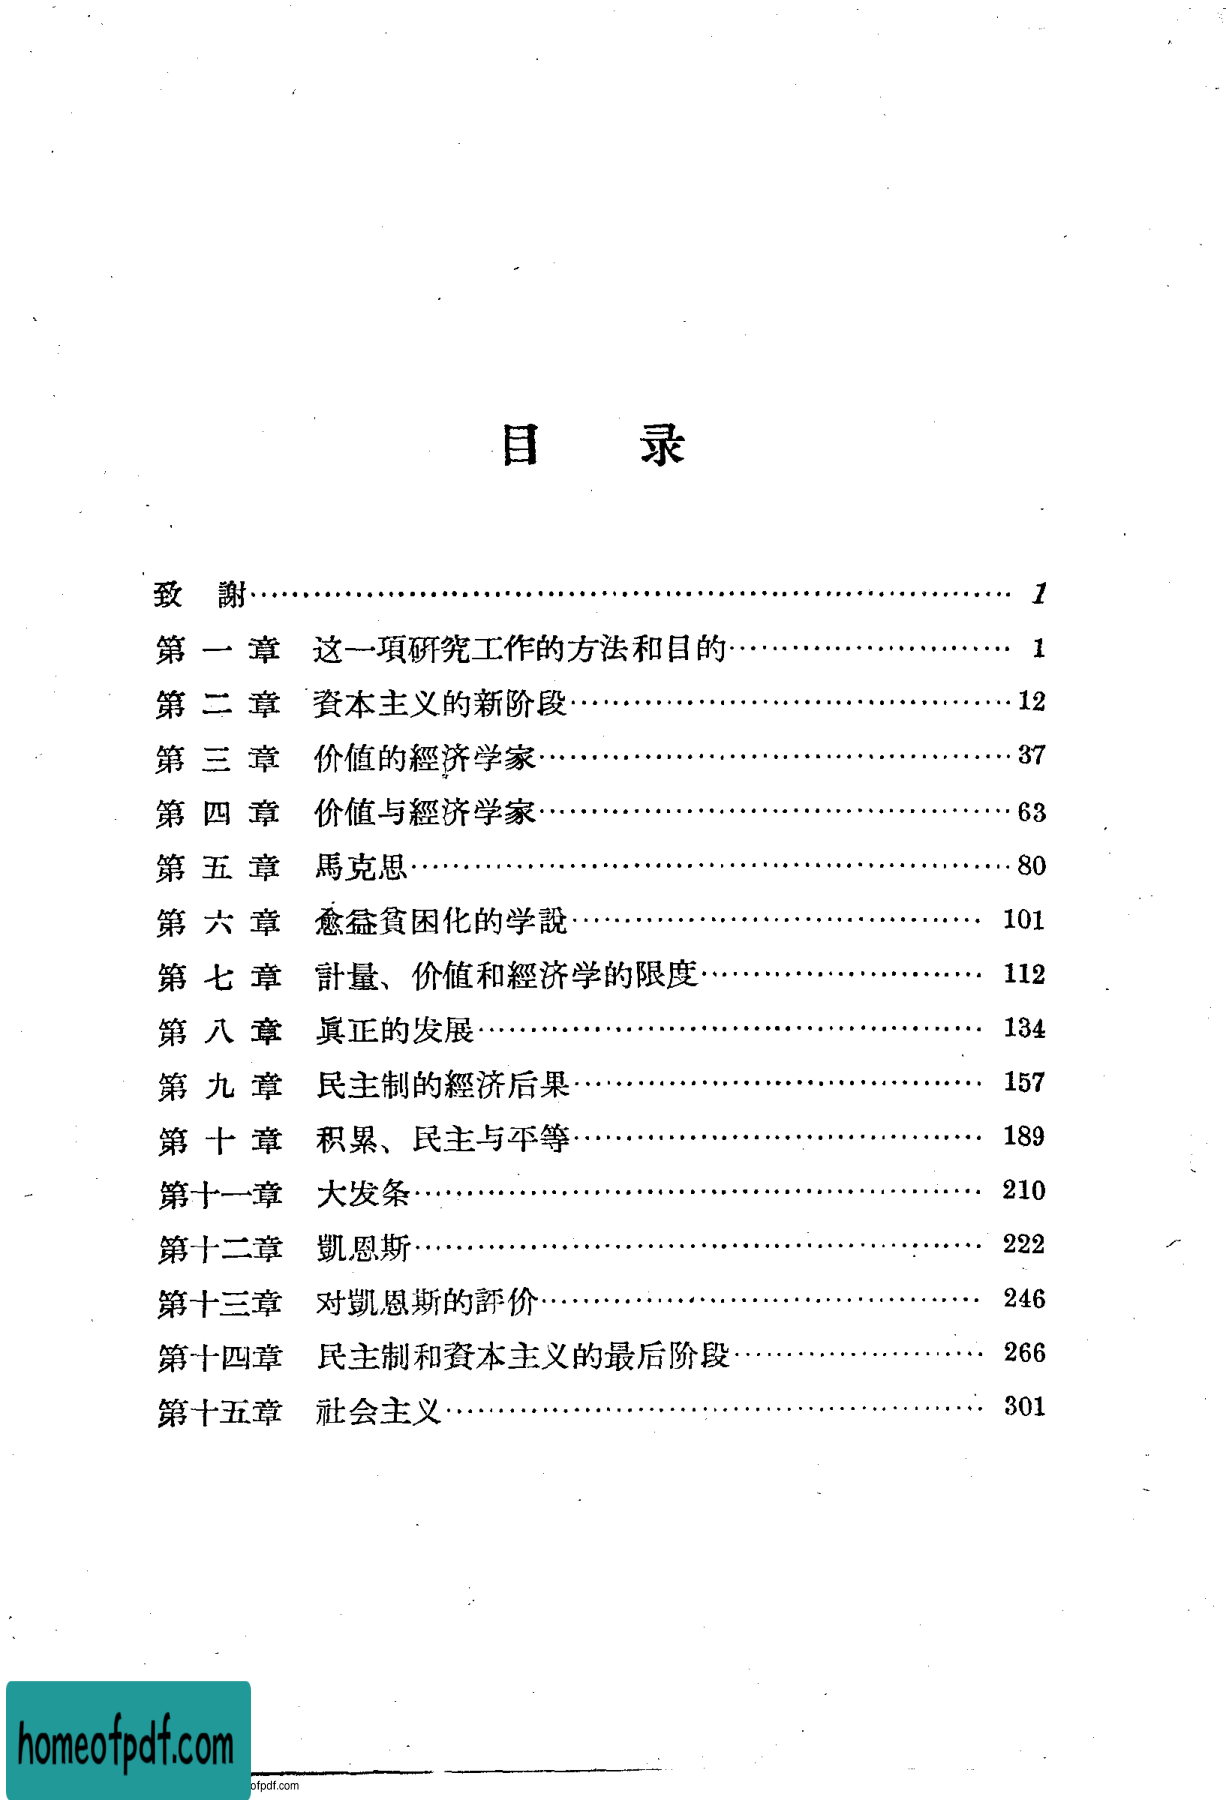 目 录
致 謝…………………………………………………… 1
第 一 章 这一項研究工作的方法和目的…………………… 1
第 二 章 資本主义的新阶段………………………………12
第 三 章 价值的經济学家…………………………………37
第 四 章 价值与經济学家…………………………………63
第 五 章 馬克思……………………………………………80
第 六 章 愈益貧困化的学說…………………………… 101
第 七 章 計量、价值和經济学的限度………………… 112
第 八 章 眞正的发展…………………………………… 134
第 九 章 民主制的經济后果…………………………… 157
第 十 章 积累、民主与平等…………………………… 189
第十一章 大发条………………………………………… 210
第十二章 凱恩斯………………………………………… 222
第十三章 对凱恩斯的評价……………………………… 246
第十四章 民主制和資本主义的最后阶段……………… 266
第十五章 社会主义……………………………………… 301
homeofpdf.com
ofpdf.com